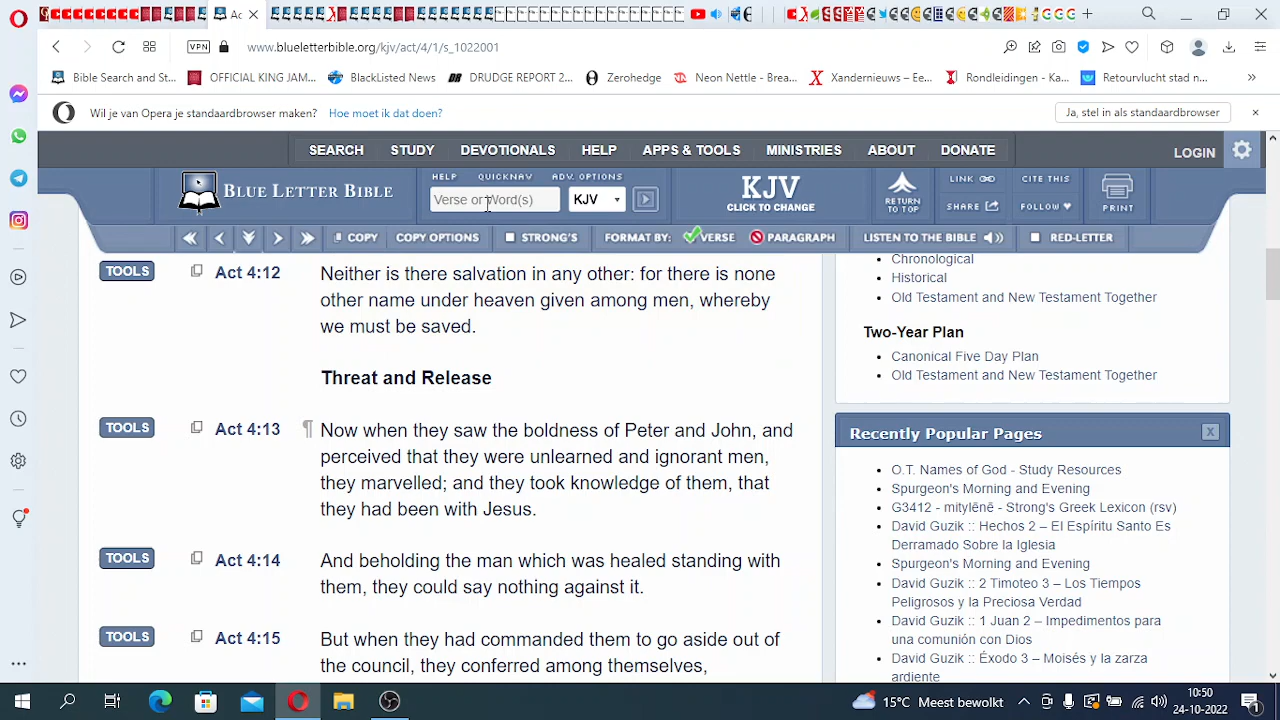 Ac
www.blueletterbible.org/kjv/act/4/1/s_1022001
VPN
Bible Search and St... OFFICIAL KING JAM... BlackListed News DRUDGE REPORT 2... Zerohedge Neon Nettle - Brea... Xandernieuws – Ee... Rondleidingen - Ka... Retourvlucht stad n...
Wil je van Opera je standaardbrowser maken? Hoe moet ik dat doen? Ja, stel in als standaardbrowser
SEARCH STUDY DEVOTIONALS HELP APPS & TOOLS MINISTRIES ABOUT DONATE LOGIN
HELP QUICKNAV ADV. OPTIONS
BLUE LETTER BIBLE
Verse or Word(s) KJV
KJV
CLICK TO CHANGE
RETURN
TO TOP
LINK CITE THIS
SHARE FOLLOW PRINT
COPY COPY OPTIONS STRONG'S FORMAT BY: VERSE PARAGRAPH LISTEN TO THE BIBLE RED-LETTER
TOOLS Act 4:12 Neither is there salvation in any other: for there is none
other name under heaven given among men, whereby
we must be saved.
Threat and Release
TOOLS Act 4:13 ¶ Now when they saw the boldness of Peter and John, and
perceived that they were unlearned and ignorant men,
they marvelled; and they took knowledge of them, that
they had been with Jesus.
TOOLS Act 4:14 And beholding the man which was healed standing with
them, they could say nothing against it.
TOOLS Act 4:15 But when they had commanded them to go aside out of
the council, they conferred among themselves,
Chronological
Historical
Old Testament and New Testament Together
Two-Year Plan
Canonical Five Day Plan
Old Testament and New Testament Together
Recently Popular Pages X
O.T. Names of God - Study Resources
Spurgeon's Morning and Evening
G3412 - mitylēnē - Strong's Greek Lexicon (rsv)
David Guzik :: Hechos 2 – El Espíritu Santo Es
Derramado Sobre la Iglesia
Spurgeon's Morning and Evening
David Guzik :: 2 Timoteo 3 – Los Tiempos
Peligrosos y la Preciosa Verdad
David Guzik :: 1 Juan 2 – Impedimentos para
una comunión con Dios
David Guzik :: Éxodo 3 – Moisés y la zarza
ardiente
15°C Meest bewolkt
10:50
24-10-2022
1